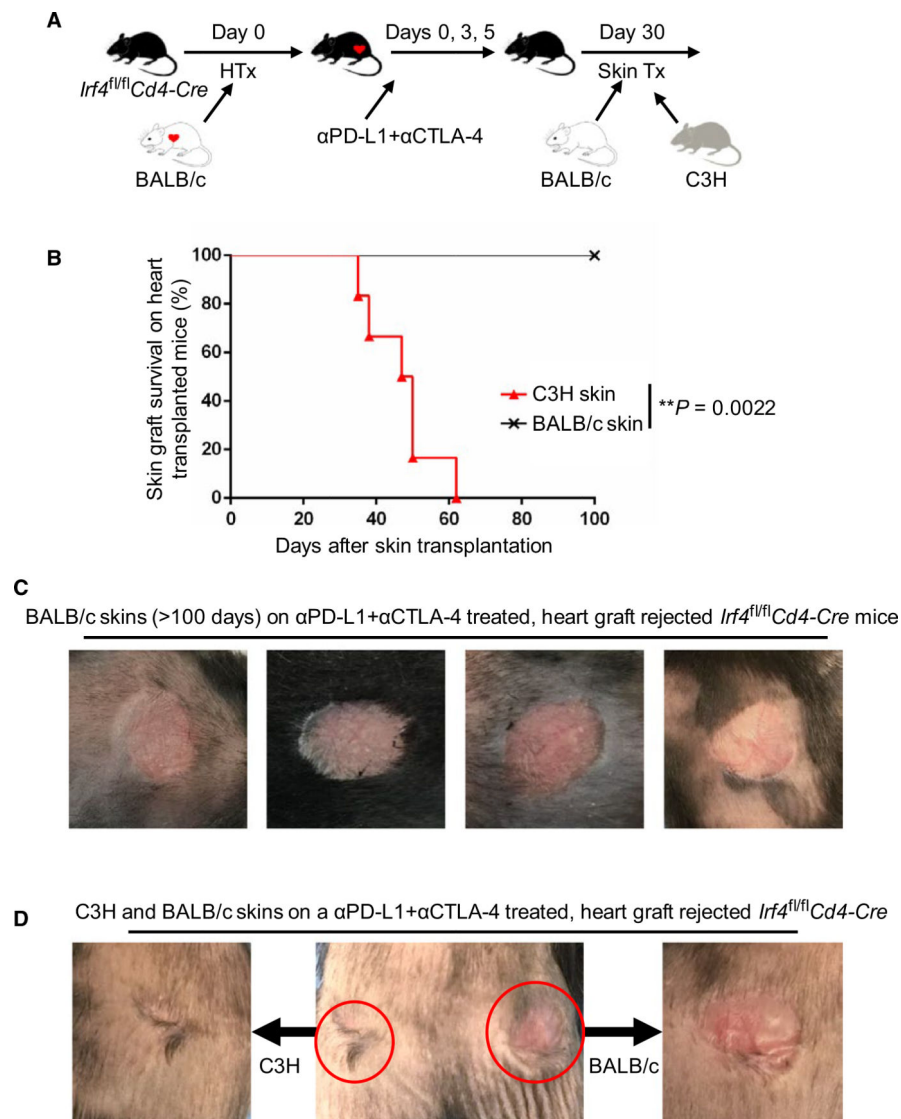 A
Day 0
Days 0, 3, 5
Day 30
HTx
Skin Tx
Irf4fl/flCd4-Cre
αPD-L1+αCTLA-4
BALB/c
BALB/c
C3H
B
Skin graft survival on heart
transplanted mice (%)
100
80
60
40
20
0
0 20 40 60 80 100
Days after skin transplantation
C3H skin
BALB/c skin
**P = 0.0022
C
BALB/c skins (>100 days) on αPD-L1+αCTLA-4 treated, heart graft rejected Irf4fl/flCd4-Cre mice
D
C3H and BALB/c skins on a αPD-L1+αCTLA-4 treated, heart graft rejected Irf4fl/flCd4-Cre
C3H
BALB/c